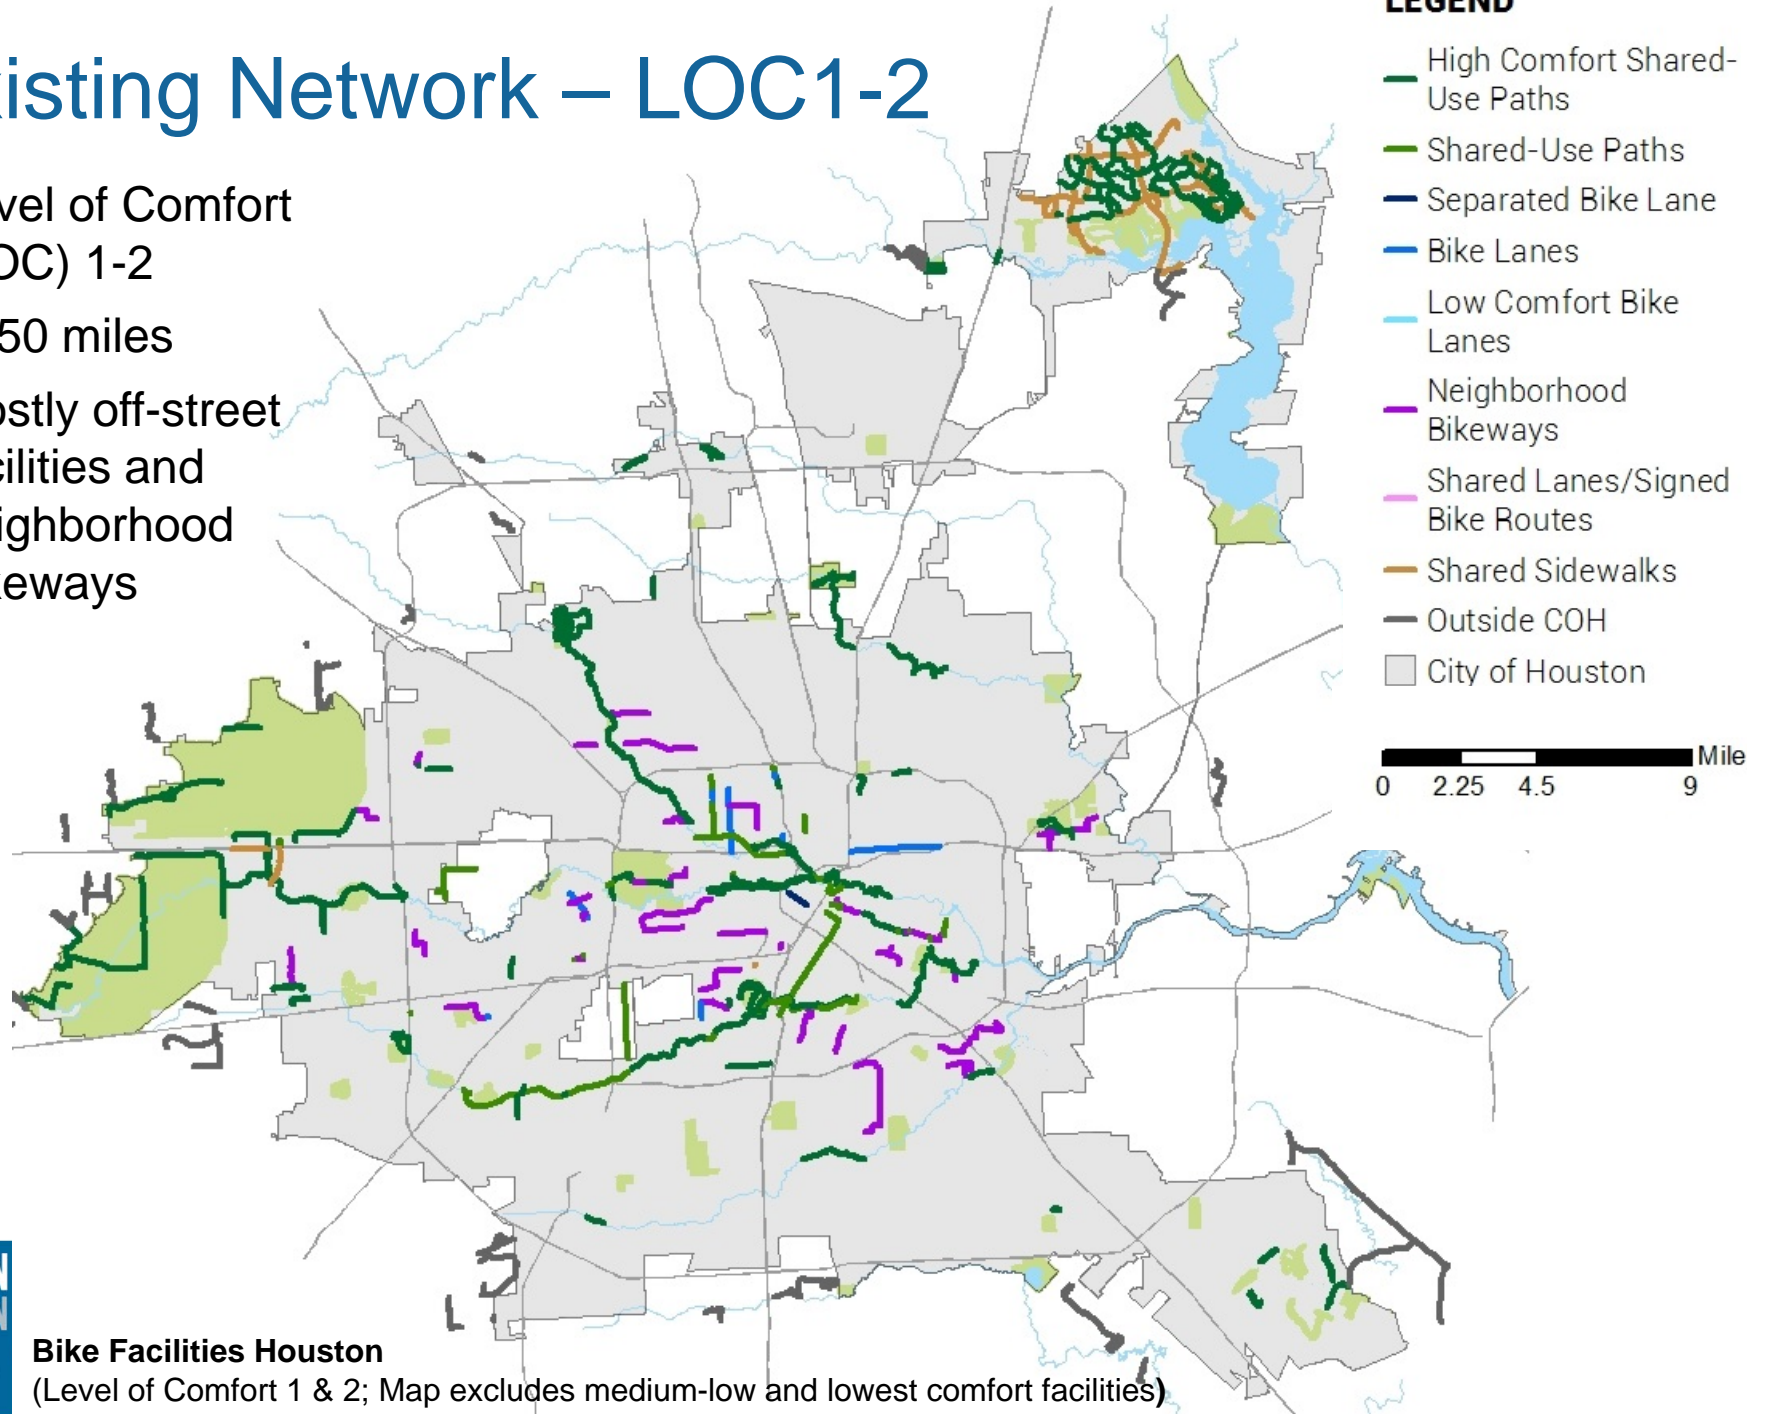 isting Network – LOC1-2
vel of Comfort
OC) 1-2
50 miles
ostly off-street
cilities and
ighborhood
keways
LEGEND
High Comfort Shared-
Use Paths
Shared-Use Paths
Separated Bike Lane
Bike Lanes
Low Comfort Bike
Lanes
Neighborhood
Bikeways
Shared Lanes/Signed
Bike Routes
Shared Sidewalks
Outside COH
City of Houston
Mile
0 2.25 4.5 9
Bike Facilities Houston
(Level of Comfort 1 & 2; Map excludes medium-low and lowest comfort facilities)